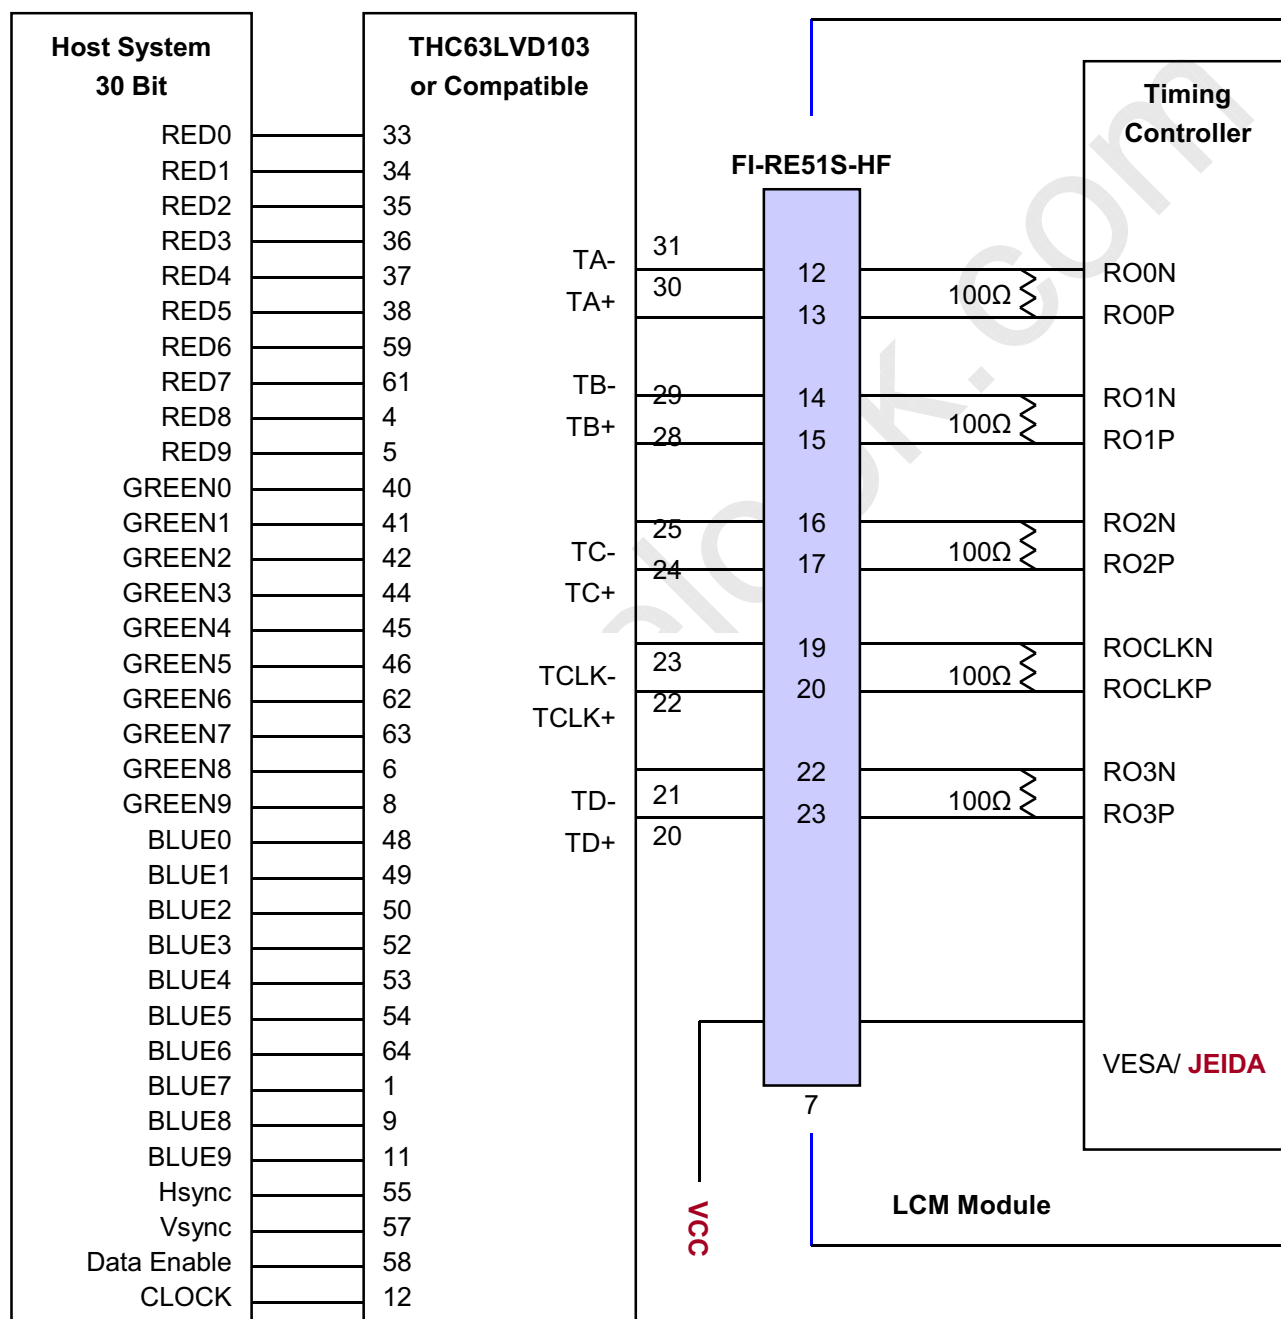 Host System
30 Bit
RED0
RED1
RED2
RED3
RED4
RED5
RED6
RED7
RED8
RED9
GREEN0
GREEN1
GREEN2
GREEN3
GREEN4
GREEN5
GREEN6
GREEN7
GREEN8
GREEN9
BLUE0
BLUE1
BLUE2
BLUE3
BLUE4
BLUE5
BLUE6
BLUE7
BLUE8
BLUE9
Hsync
Vsync
Data Enable
CLOCK
THC63LVD103
or Compatible
33
34
35
36
37
38
59
61
4
5
40
41
42
44
45
46
62
63
6
8
48
49
50
52
53
54
64
1
9
11
55
57
58
12
TA-
TA+
TB-
TB+
TC-
TC+
TCLK-
TCLK+
TD-
TD+
31
30
29
28
25
24
23
22
21
20
FI-RE51S-HF
12
13
14
15
16
17
19
20
22
23
7
VCC
100Ω
100Ω
100Ω
100Ω
100Ω
Timing
Controller
RO0N
RO0P
RO1N
RO1P
RO2N
RO2P
ROCLKN
ROCLKP
RO3N
RO3P
VESA/ JEIDA
LCM Module